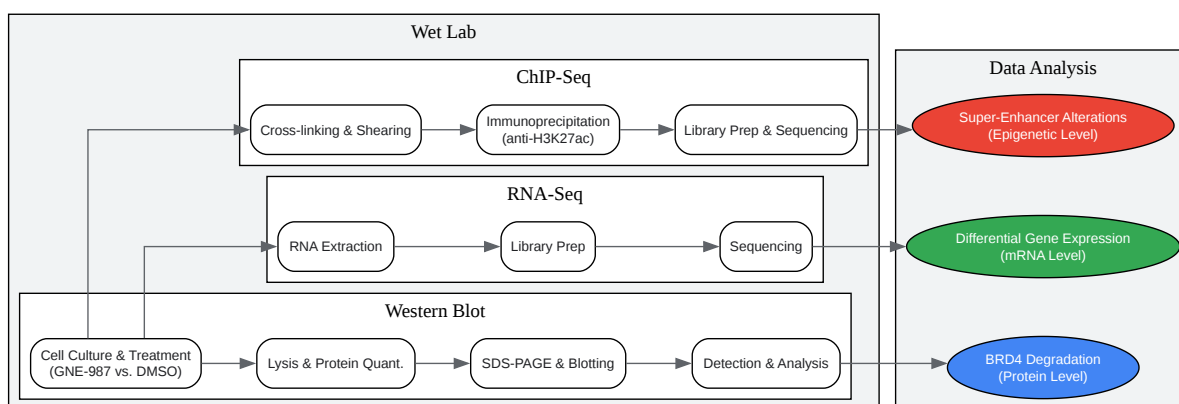 Wet Lab
ChIP-Seq
Cross-linking & Shearing
Immunoprecipitation
(anti-H3K27ac)
Library Prep & Sequencing
RNA-Seq
RNA Extraction
Library Prep
Sequencing
Western Blot
Cell Culture & Treatment
(GNE-987 vs. DMSO)
Lysis & Protein Quant.
SDS-PAGE & Blotting
Detection & Analysis
Data Analysis
Super-Enhancer Alterations
(Epigenetic Level)
Differential Gene Expression
(mRNA Level)
BRD4 Degradation
(Protein Level)